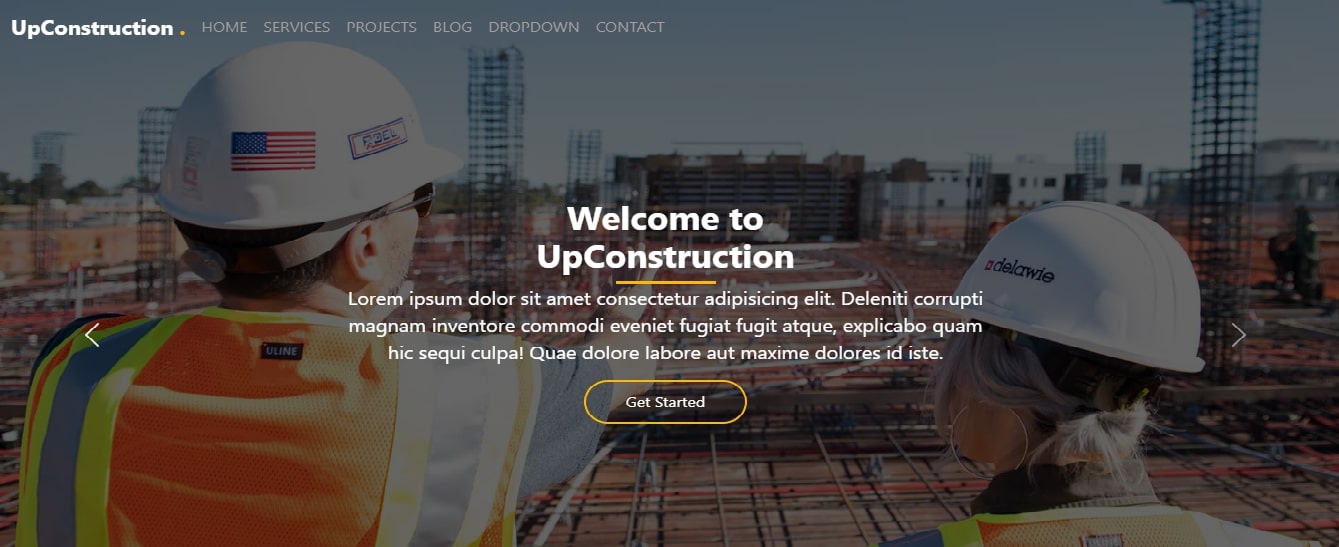 UpConstruction . HOME SERVICES PROJECTS BLOG DROPDOWN CONTACT
ABEL
Welcome to
UpConstruction
delawie
Lorem ipsum dolor sit amet consectetur adipisicing elit. Deleniti corrupti
magnam inventore commodi eveniet fugiat fugit atque, explicabo quam
hic sequi culpa! Quae dolore labore aut maxime dolores id iste.
ULINE
Get Started
ULINE